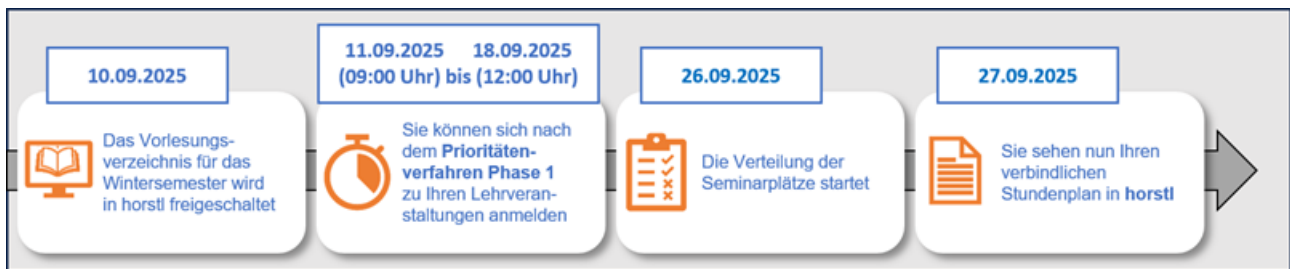 10.09.2025
Das Vorlesungs-
verzeichnis für das
Wintersemester wird
in horstl freigeschaltet
11.09.2025 18.09.2025
(09:00 Uhr) bis (12:00 Uhr)
Sie können sich nach
dem Prioritäten-
verfahren Phase 1
zu Ihren Lehrveran-
staltungen anmelden
26.09.2025
Die Verteilung der
Seminarplätze startet
27.09.2025
Sie sehen nun Ihren
verbindlichen
Stundenplan in horstl